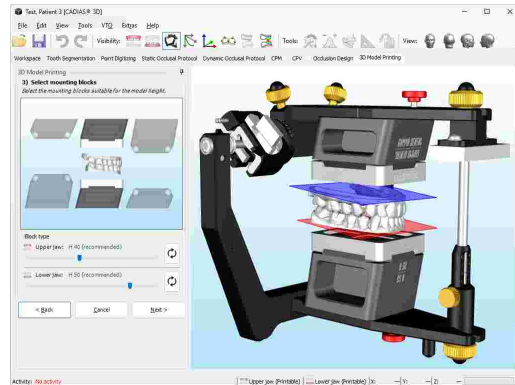 Test, Patient 3 [CADIAS® 3D]
File Edit View Tools VTO Extras Help
Visibility: Tools: View:
Workspace Tooth Segmentation Point Digitizing Static Occlusal Protocol Dynamic Occlusal Protocol CPM CPV Occlusion Design 3D Model Printing
3D Model Printing
3) Select mounting blocks
Select the mounting blocks suitable for the model height.
Block type
Upper jaw: H 40 (recommended)
Lower jaw: H 50 (recommended)
< Back Cancel Next >
GAMMA DENTAL
Activity: No activity
Upper jaw (Printable) Lower jaw (Printable) X: — Y: — Z: —